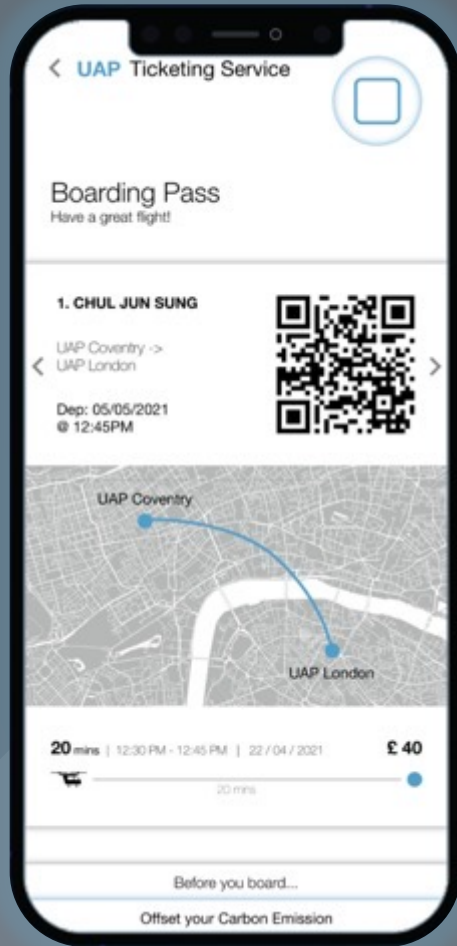 UAP Ticketing Service
Boarding Pass
Have a great flight!
1. CHUL JUN SUNG
UAP Coventry ->
UAP London
Dep: 05/05/2021
@ 12:45PM
UAP Coventry
UAP London
20 mins | 12:30 PM - 12:45 PM | 22 / 04 / 2021 £ 40
20 mins
Before you board...
Offset your Carbon Emission